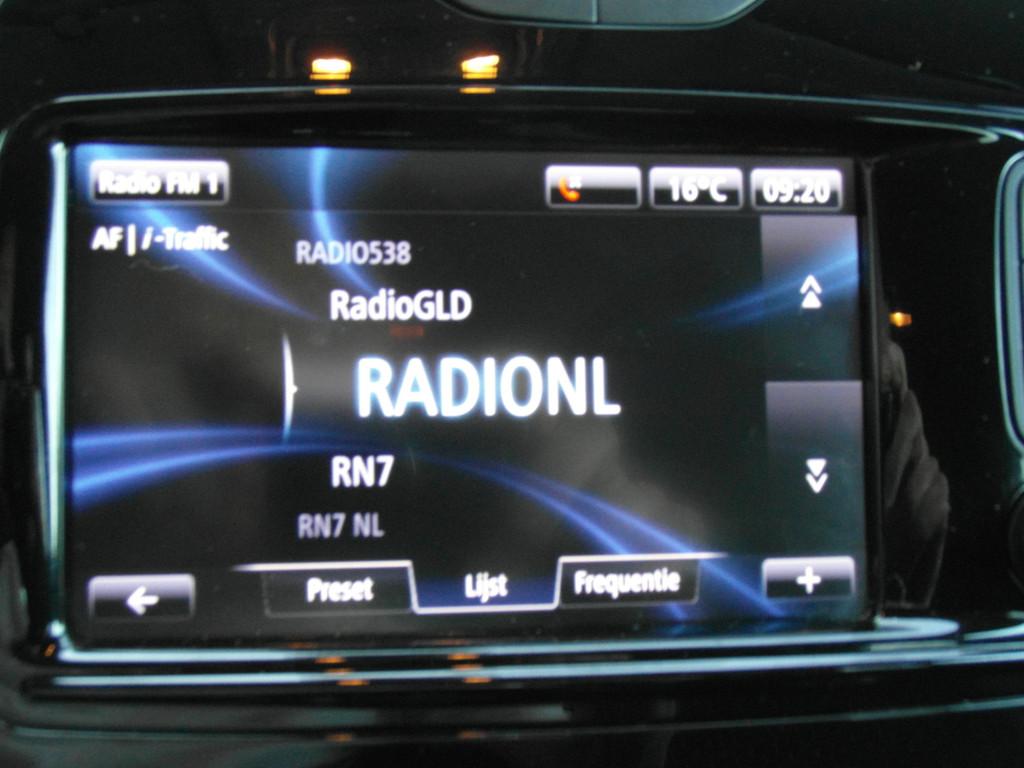 Radio FM 1
16°C
09:20
AF | i-Traffic
RADIO538
RadioGLD
RADIONL
RN7
RN7 NL
Preset Lijst Frequentie